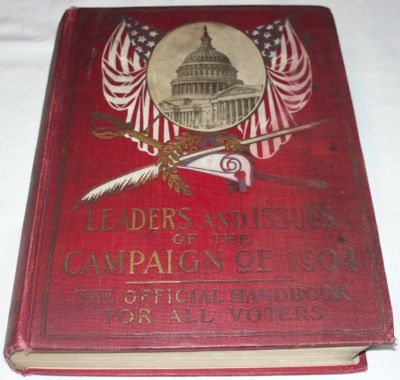 LEADERS AND ISSUES
OF THE
CAMPAIGN OF 1904
THE OFFICIAL HANDBOOK
FOR ALL VOTERS